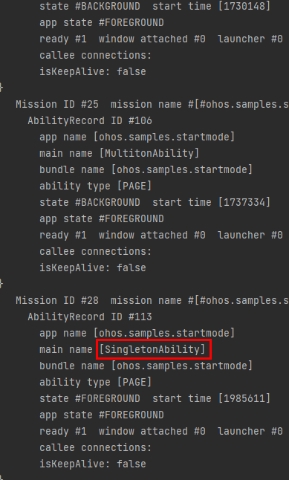 state #BACKGROUND  start time [1730148]
app state #FOREGROUND
ready #1  window attached #0  launcher #0
callee connections:
isKeepAlive: false
}
Mission ID #25  mission name #[#ohos.samples.s
AbilityRecord ID #106
app name [ohos.samples.startmode]
main name [MultitonAbility]
bundle name [ohos.samples.startmode]
ability type [PAGE]
state #BACKGROUND  start time [1737334]
app state #FOREGROUND
ready #1  window attached #0  launcher #0
callee connections:
isKeepAlive: false
}
Mission ID #28  mission name #[#ohos.samples.s
AbilityRecord ID #113
app name [ohos.samples.startmode]
main name [SingletonAbility]
bundle name [ohos.samples.startmode]
ability type [PAGE]
state #FOREGROUND  start time [1985611]
app state #FOREGROUND
ready #1  window attached #0  launcher #0
callee connections:
isKeepAlive: false
}